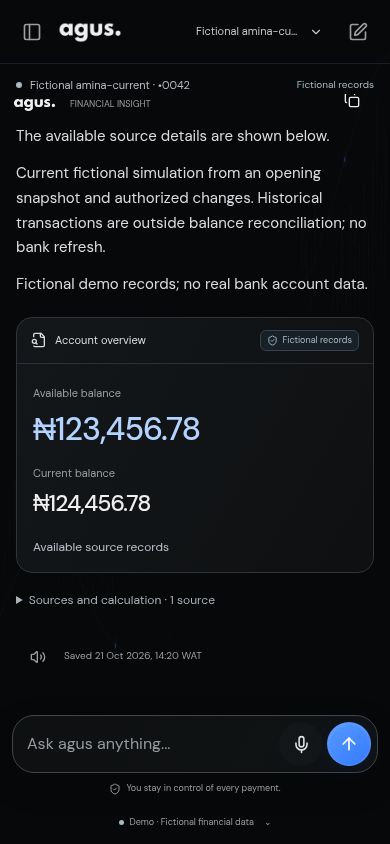 agus.
Fictional amina-cu...
Fictional amina-current · •0042
Fictional records
agus. FINANCIAL INSIGHT
The available source details are shown below.
Current fictional simulation from an opening
snapshot and authorized changes. Historical
transactions are outside balance reconciliation; no
bank refresh.
Fictional demo records; no real bank account data.
Account overview
Fictional records
Available balance
₦123,456.78
Current balance
₦124,456.78
Available source records
Sources and calculation · 1 source
Saved 21 Oct 2026, 14:20 WAT
Ask agus anything...
You stay in control of every payment.
Demo · Fictional financial data